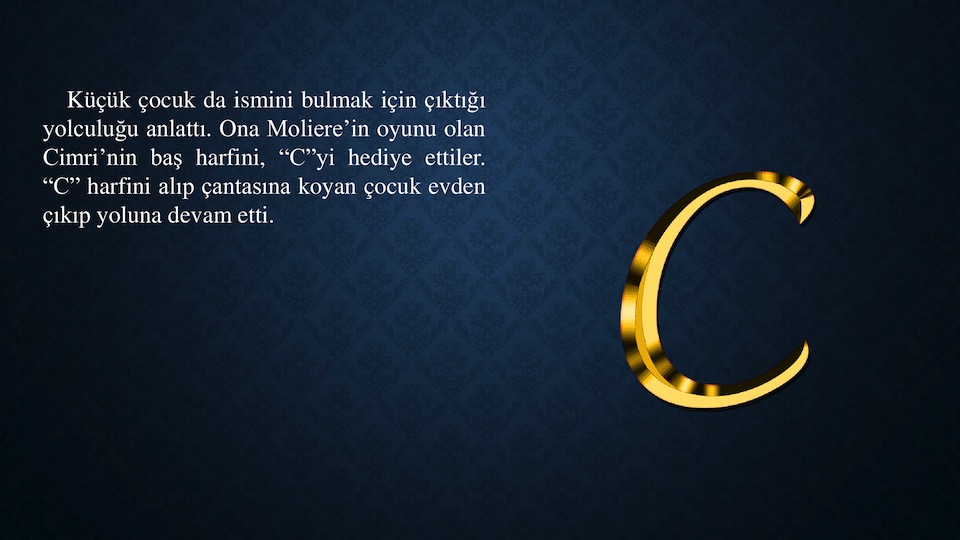 Küçük çocuk da ismini bulmak için çıktığı
yolculuğu anlattı. Ona Moliere’in oyunu olan
Cimri’nin baş harfini, “C”yi hediye ettiler.
“C” harfini alıp çantasına koyan çocuk evden
çıkıp yoluna devam etti.
C